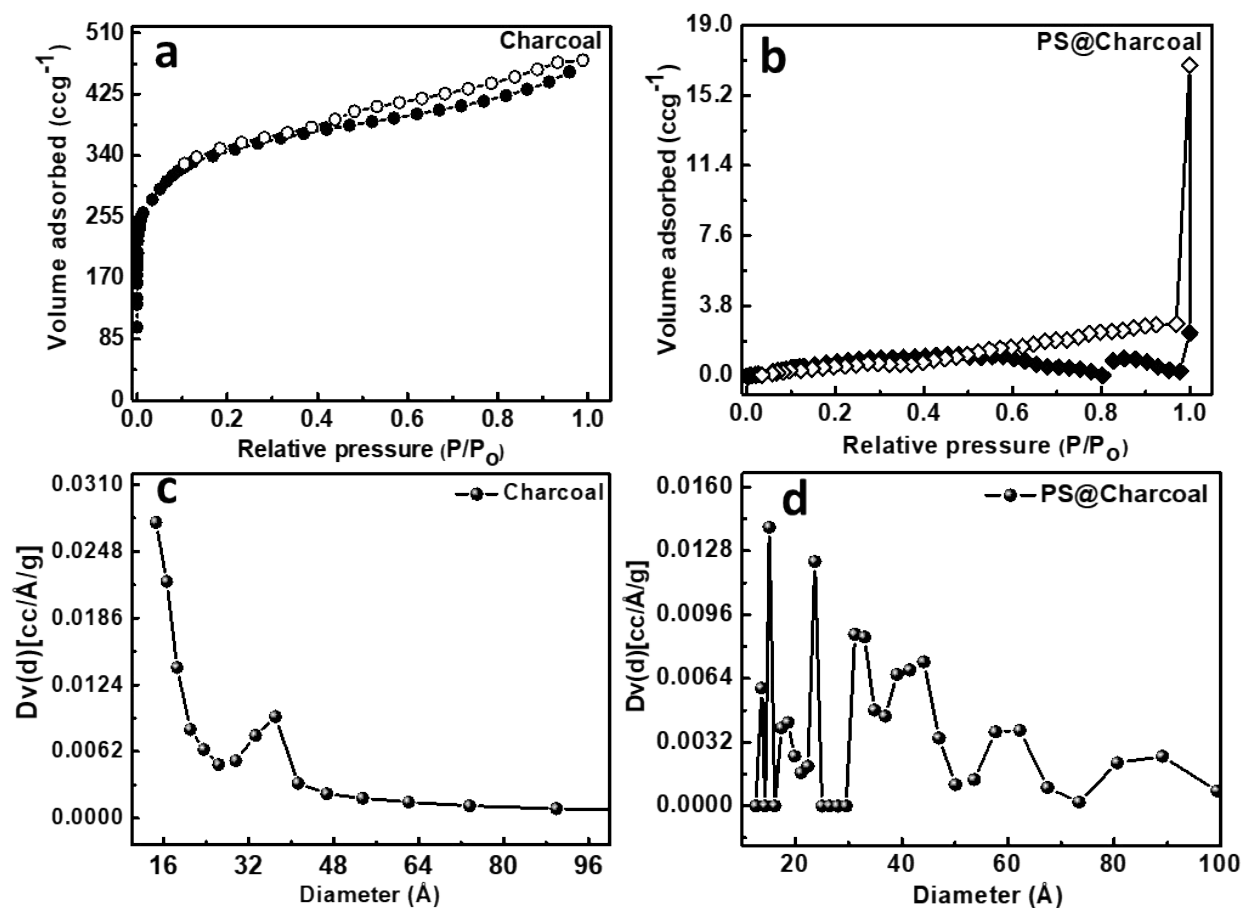 a
Charcoal
Volume adsorbed (ccg-1)
510
425
340
255
170
85
0
0.0 0.2 0.4 0.6 0.8 1.0
Relative pressure (P/PO)
b
PS@Charcoal
Volume adsorbed (ccg-1)
19.0
15.2
11.4
7.6
3.8
0.0
0.0 0.2 0.4 0.6 0.8 1.0
Relative pressure (P/PO)
c
Charcoal
Dv(d)[cc/Å/g]
0.0310
0.0248
0.0186
0.0124
0.0062
0.0000
16 32 48 64 80 96
Diameter (Å)
d
PS@Charcoal
Dv(d)[cc/Å/g]
0.0160
0.0128
0.0096
0.0064
0.0032
0.0000
20 40 60 80 100
Diameter (Å)